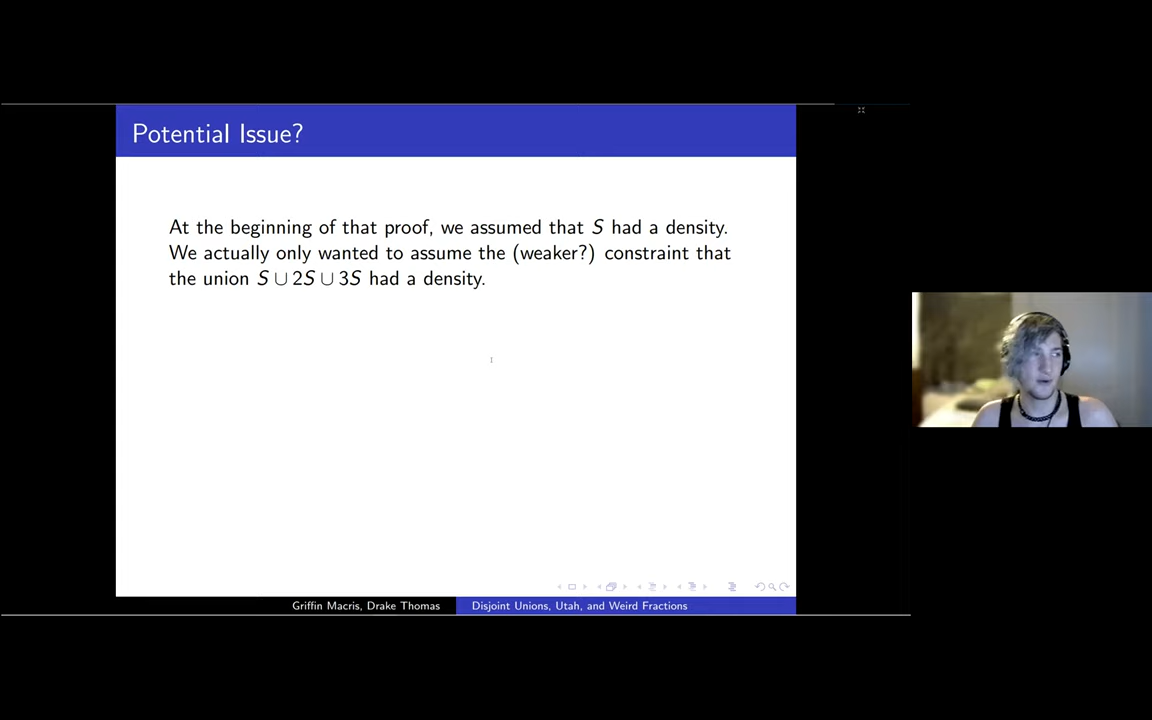 Potential Issue?
At the beginning of that proof, we assumed that S had a density.
We actually only wanted to assume the (weaker?) constraint that
the union S ∪ 2S ∪ 3S had a density.
Griffin Macris, Drake Thomas
Disjoint Unions, Utah, and Weird Fractions